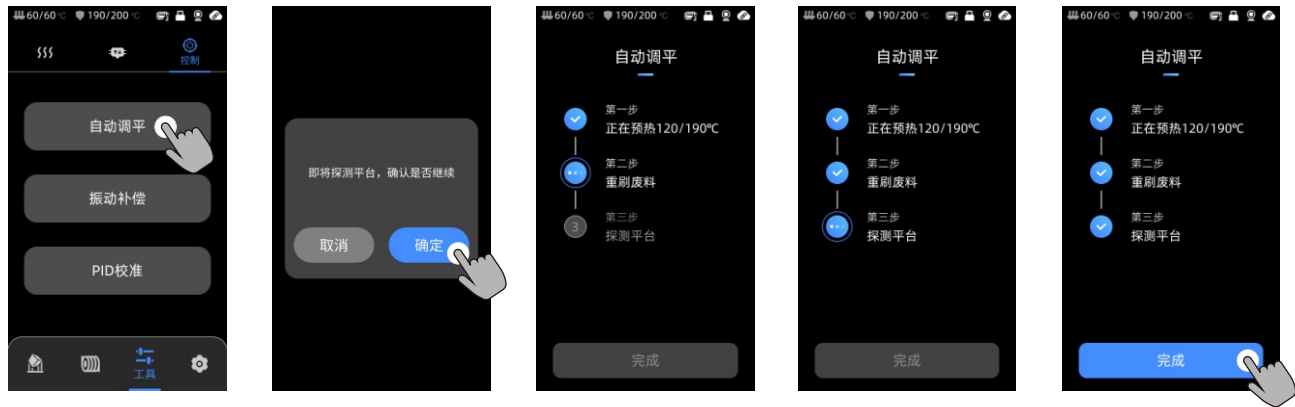 60/60℃ 190/200℃
控制
自动调平
振动补偿
PID校准
工具
即将探测平台，确认是否继续
取消 确定
60/60℃ 190/200℃
自动调平
第一步
正在预热120/190℃
第二步
重刷废料
3
第三步
探测平台
完成
60/60℃ 190/200℃
自动调平
第一步
正在预热120/190℃
第二步
重刷废料
第三步
探测平台
完成
60/60℃ 190/200℃
自动调平
第一步
正在预热120/190℃
第二步
重刷废料
第三步
探测平台
完成